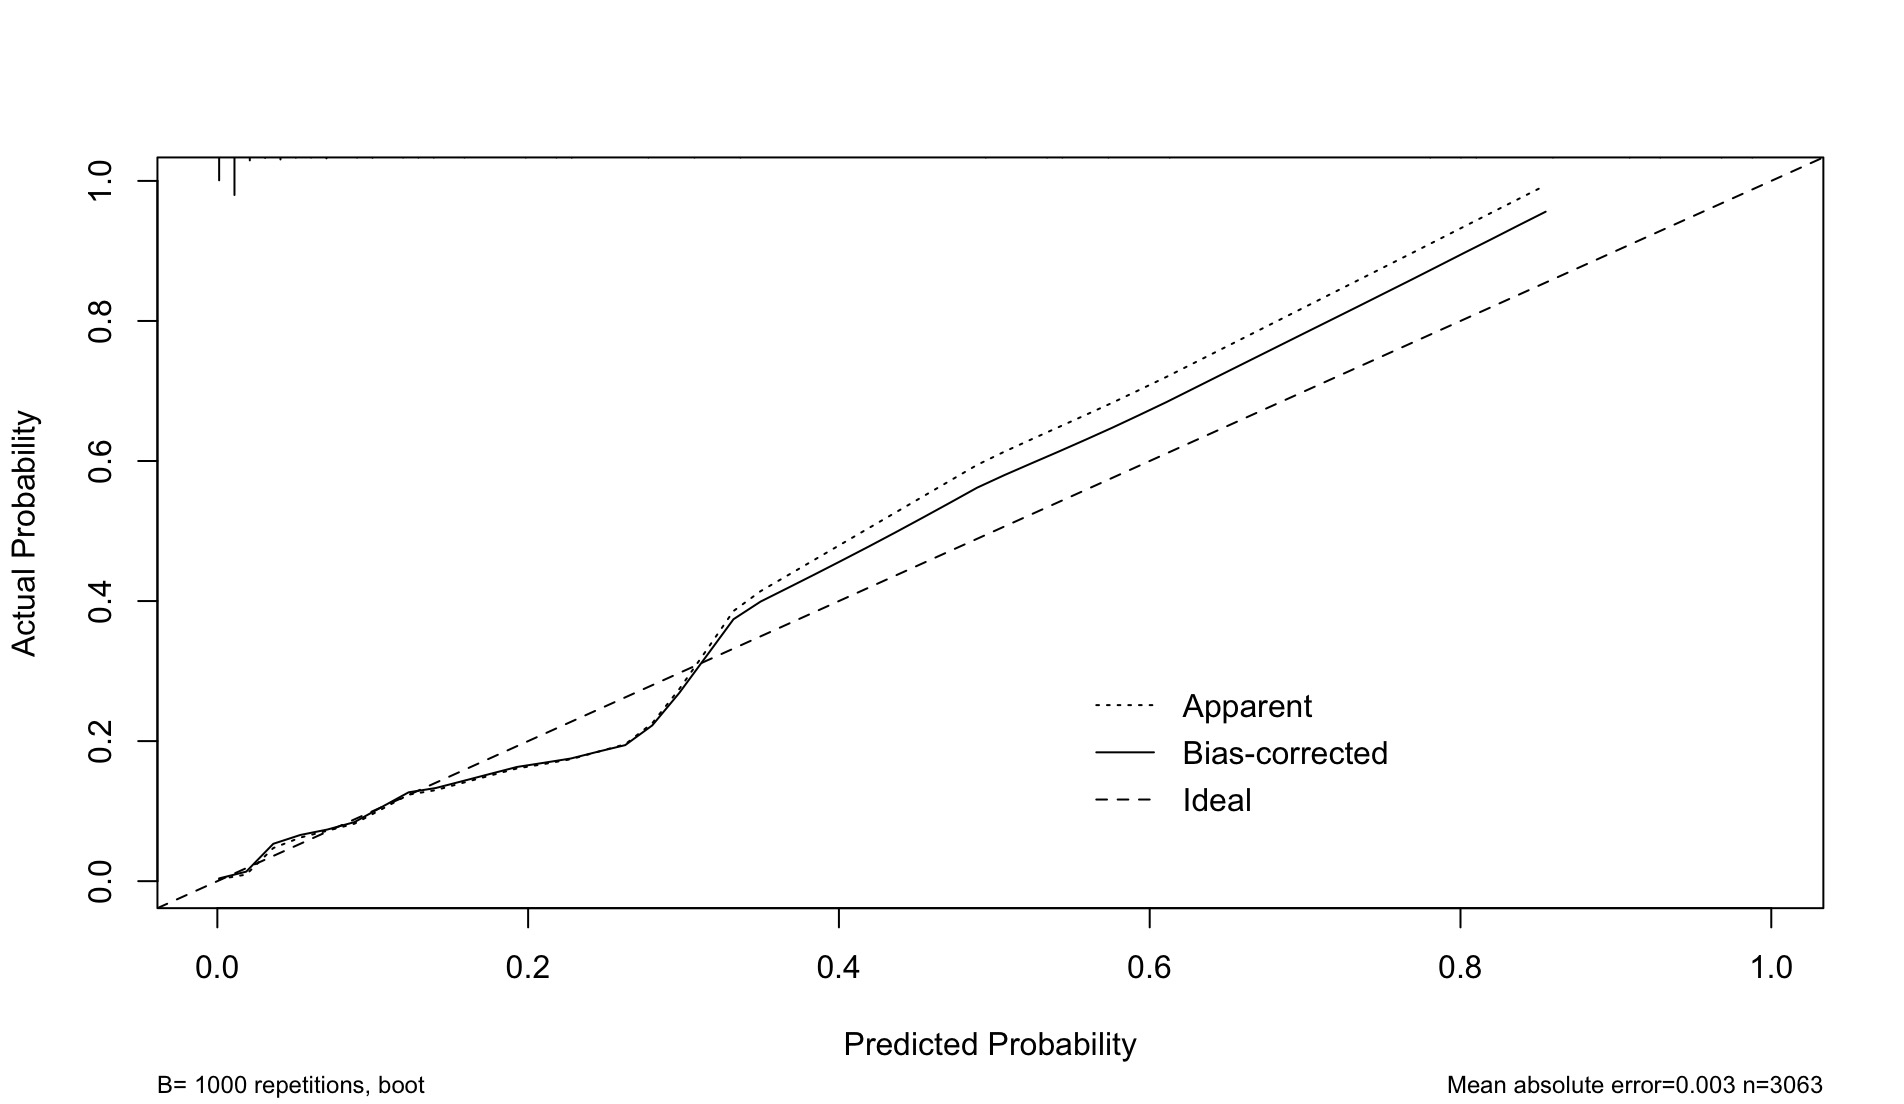 1.0
0.8
0.6
0.4
0.2
0.0
Actual Probability
Apparent
Bias-corrected
Ideal
0.0 0.2 0.4 0.6 0.8 1.0
Predicted Probability
B= 1000 repetitions, boot
Mean absolute error=0.003 n=3063